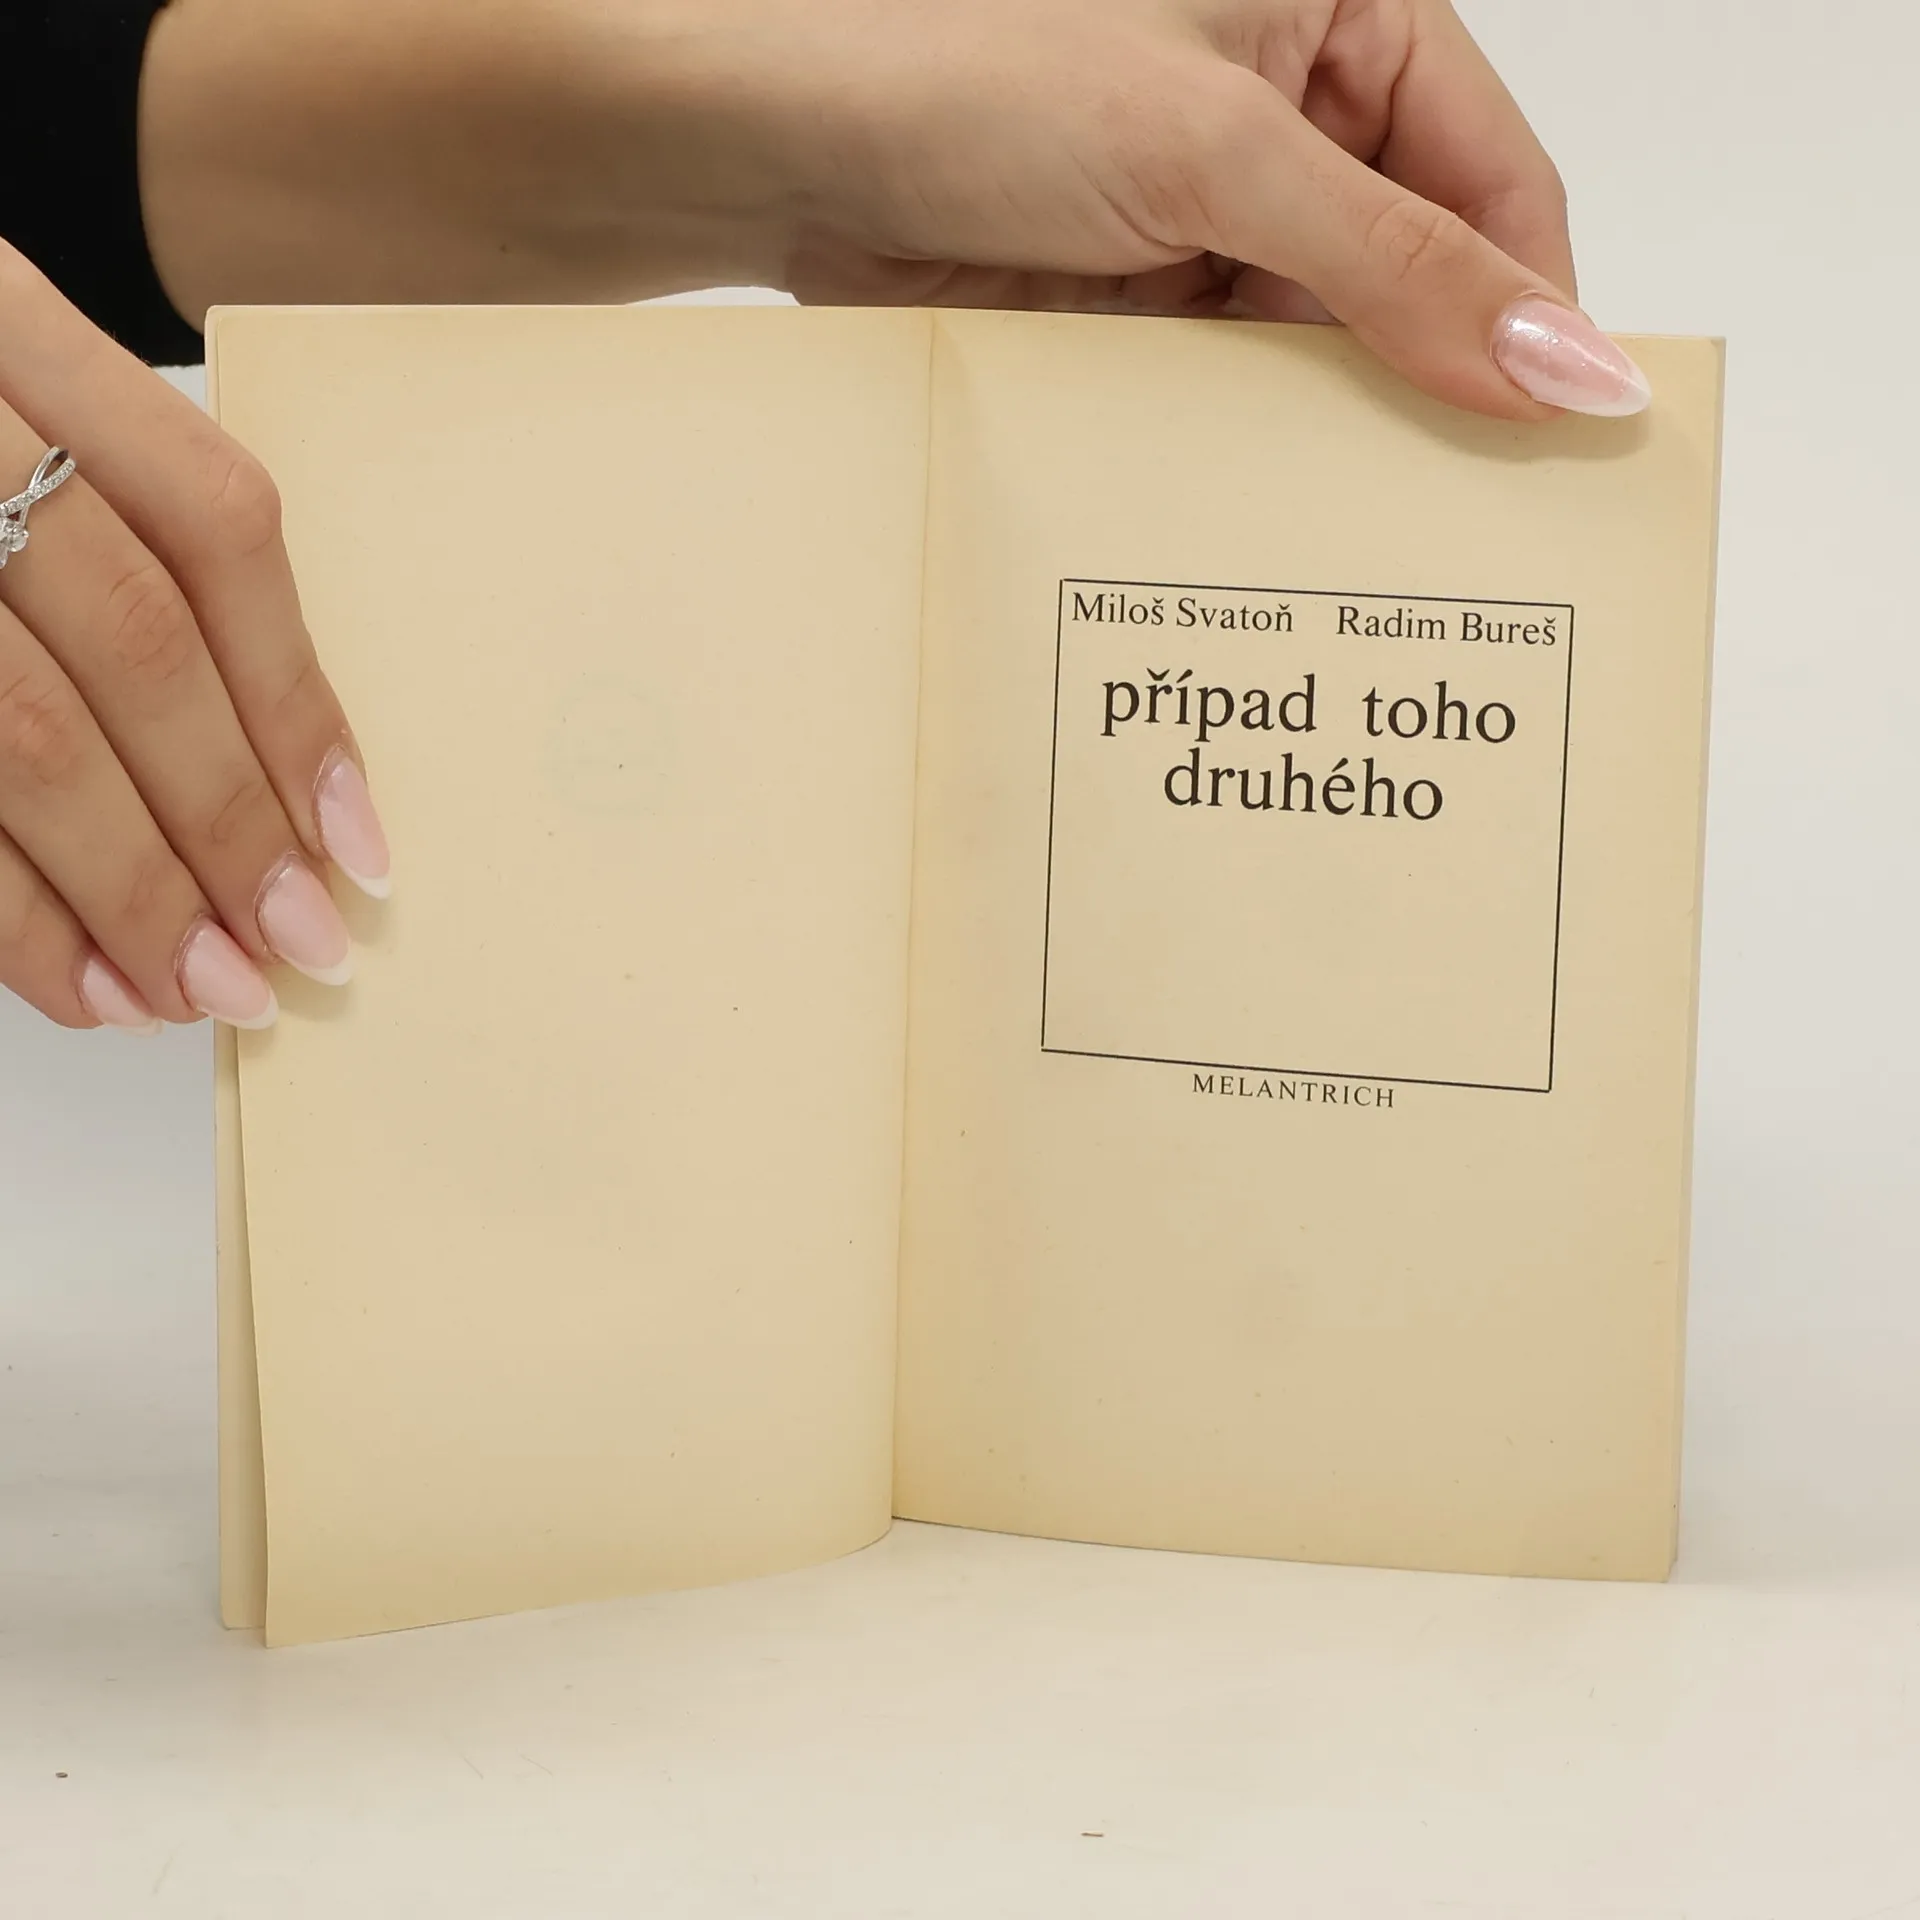 Miloš Svatoň Radim Bureš
případ toho
druhého
MELANTRICH